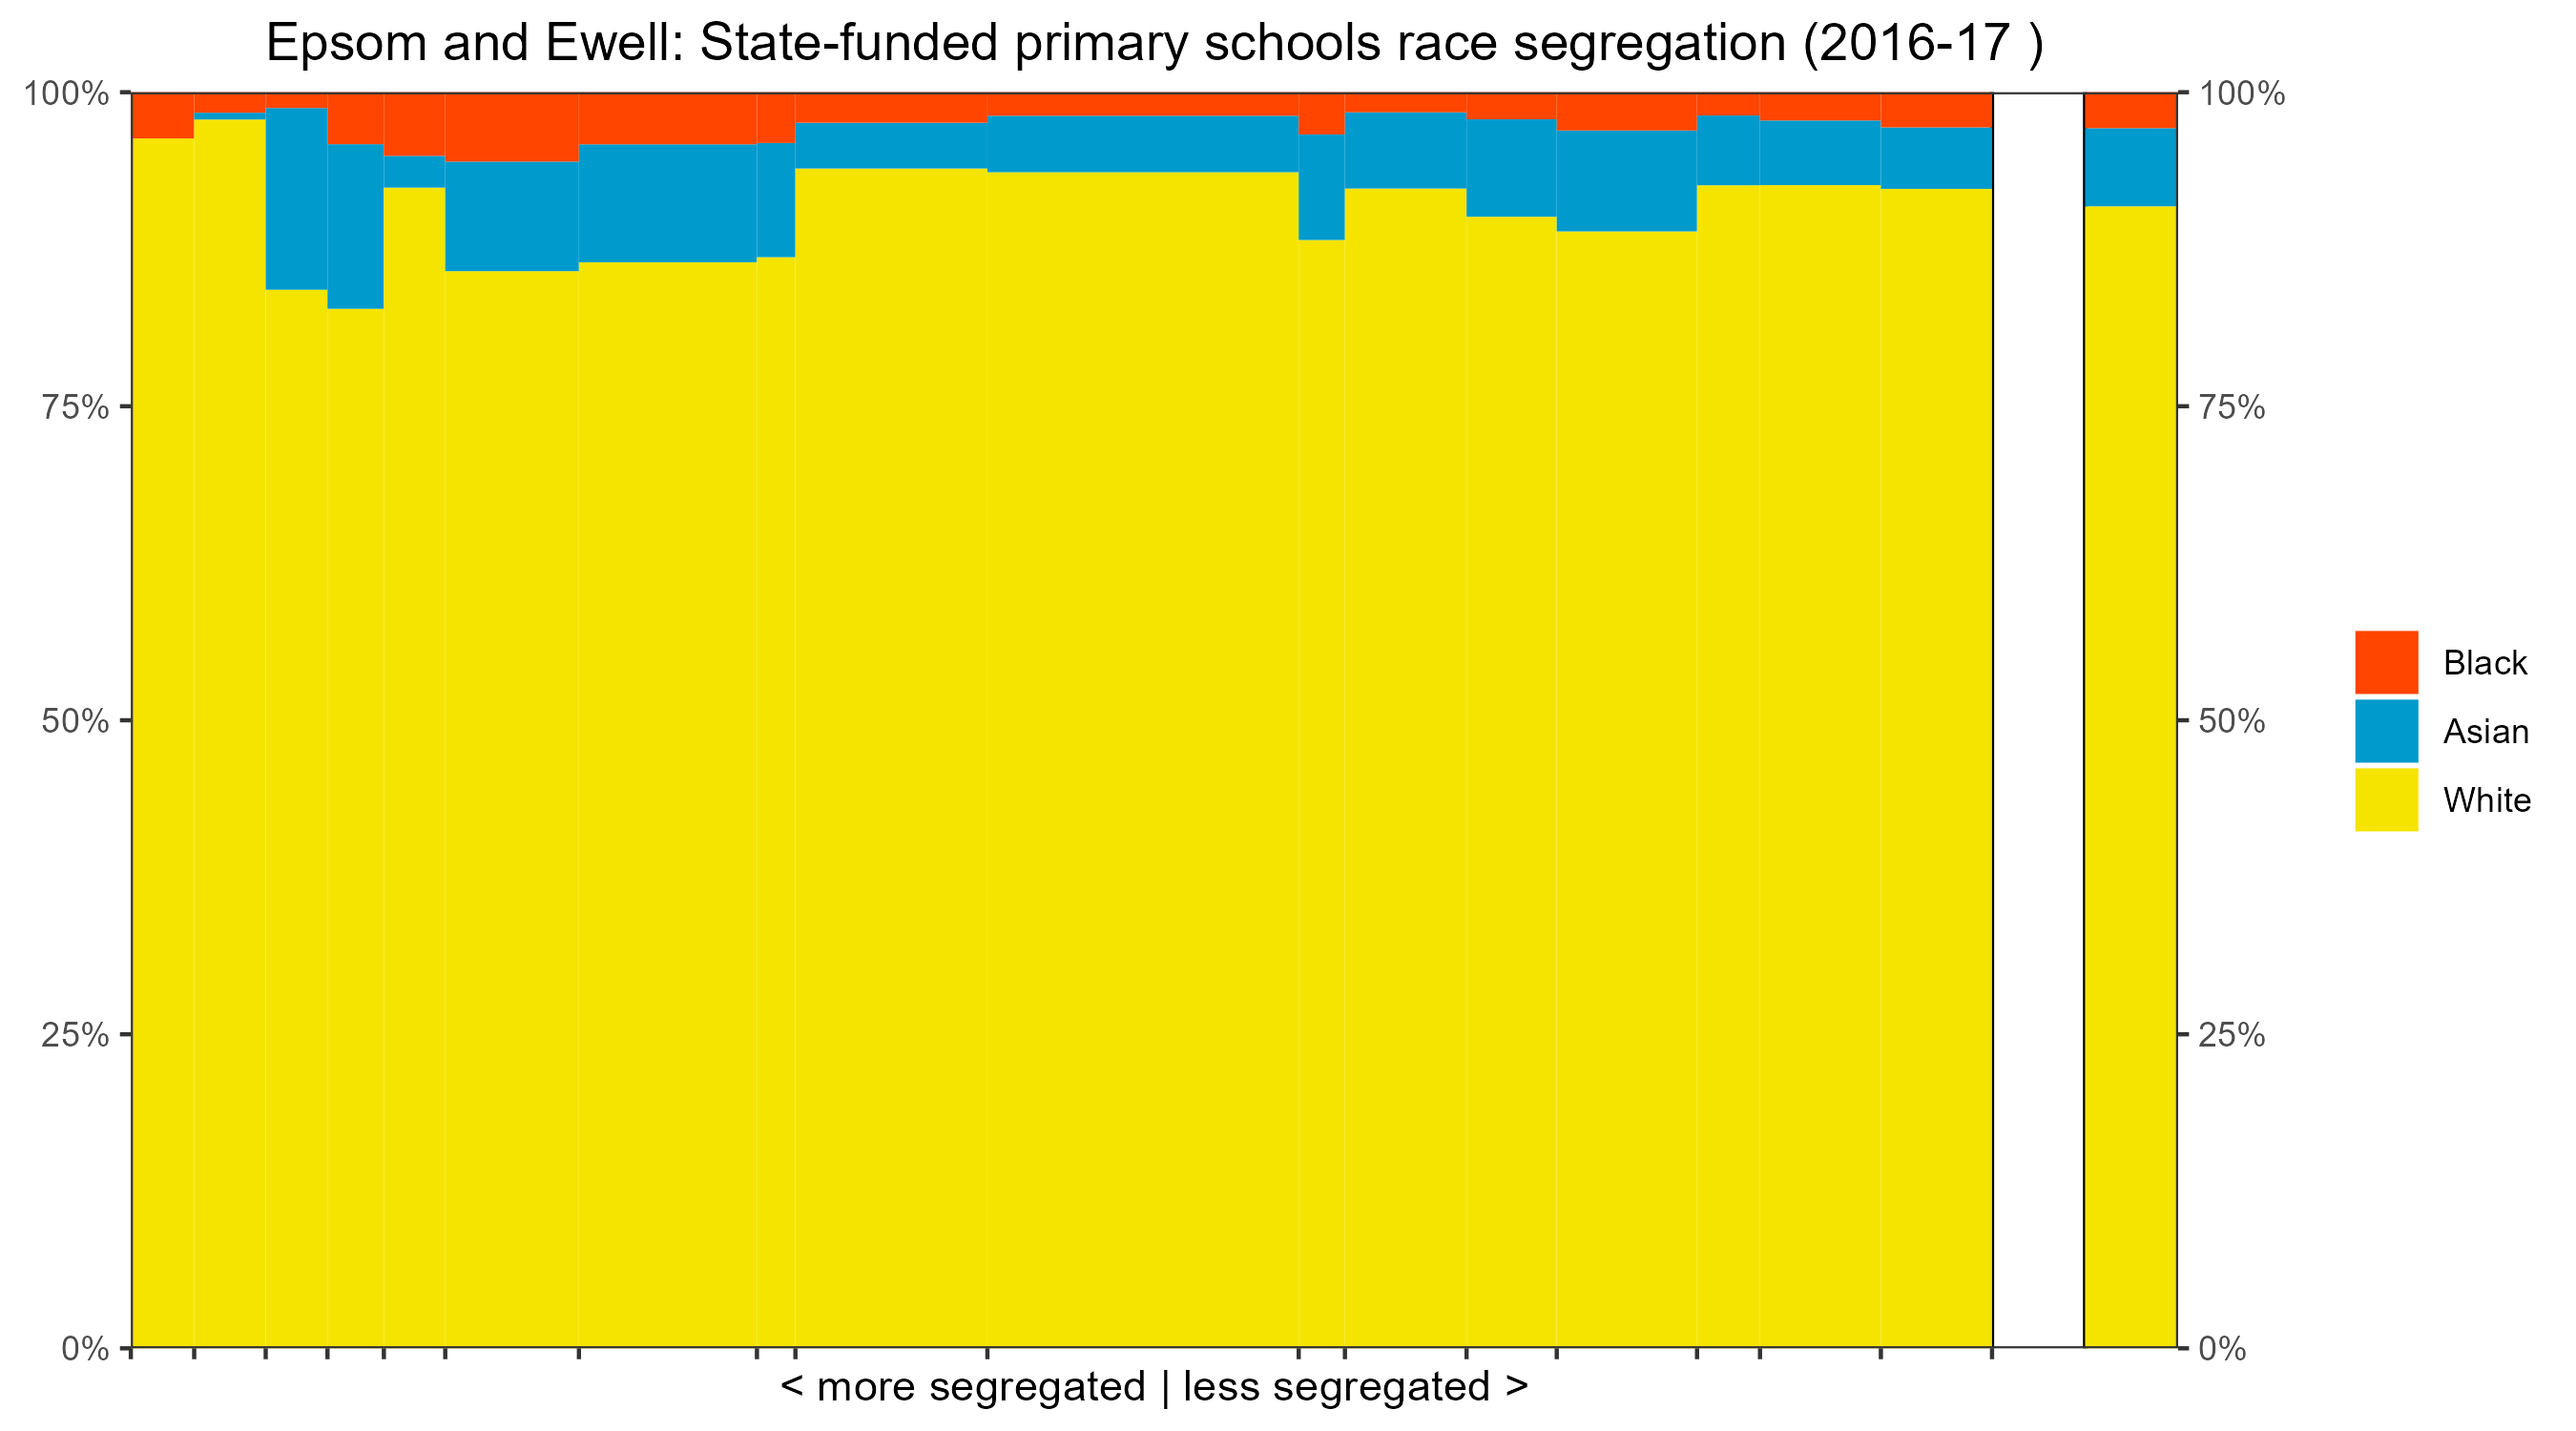 Epsom and Ewell: State-funded primary schools race segregation (2016-17 )
100%
75%
50%
25%
0%
100%
75%
50%
25%
0%
Black
Asian
White
< more segregated | less segregated >